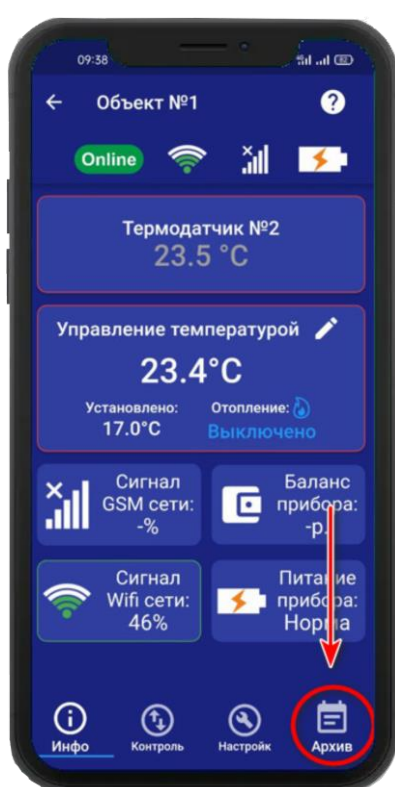 09:38
Объект №1
?
Online
Термодатчик №2
23.5 °C
Управление температурой
23.4°C
Установлено:
17.0°C
Отопление:
Выключено
Сигнал
GSM сети:
-%
Баланс
прибора:
-р.
Сигнал
Wifi сети:
46%
Питание
прибора:
Норма
Инфо
Контроль
Настройк
Архив